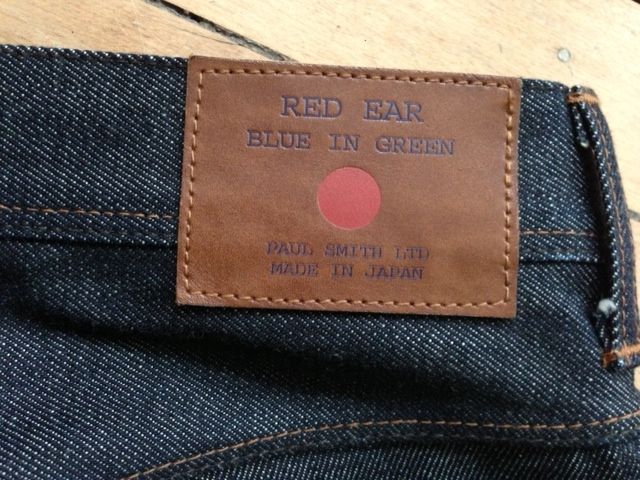 RED EAR
BLUE IN GREEN
PAUL SMITH LTD
MADE IN JAPAN